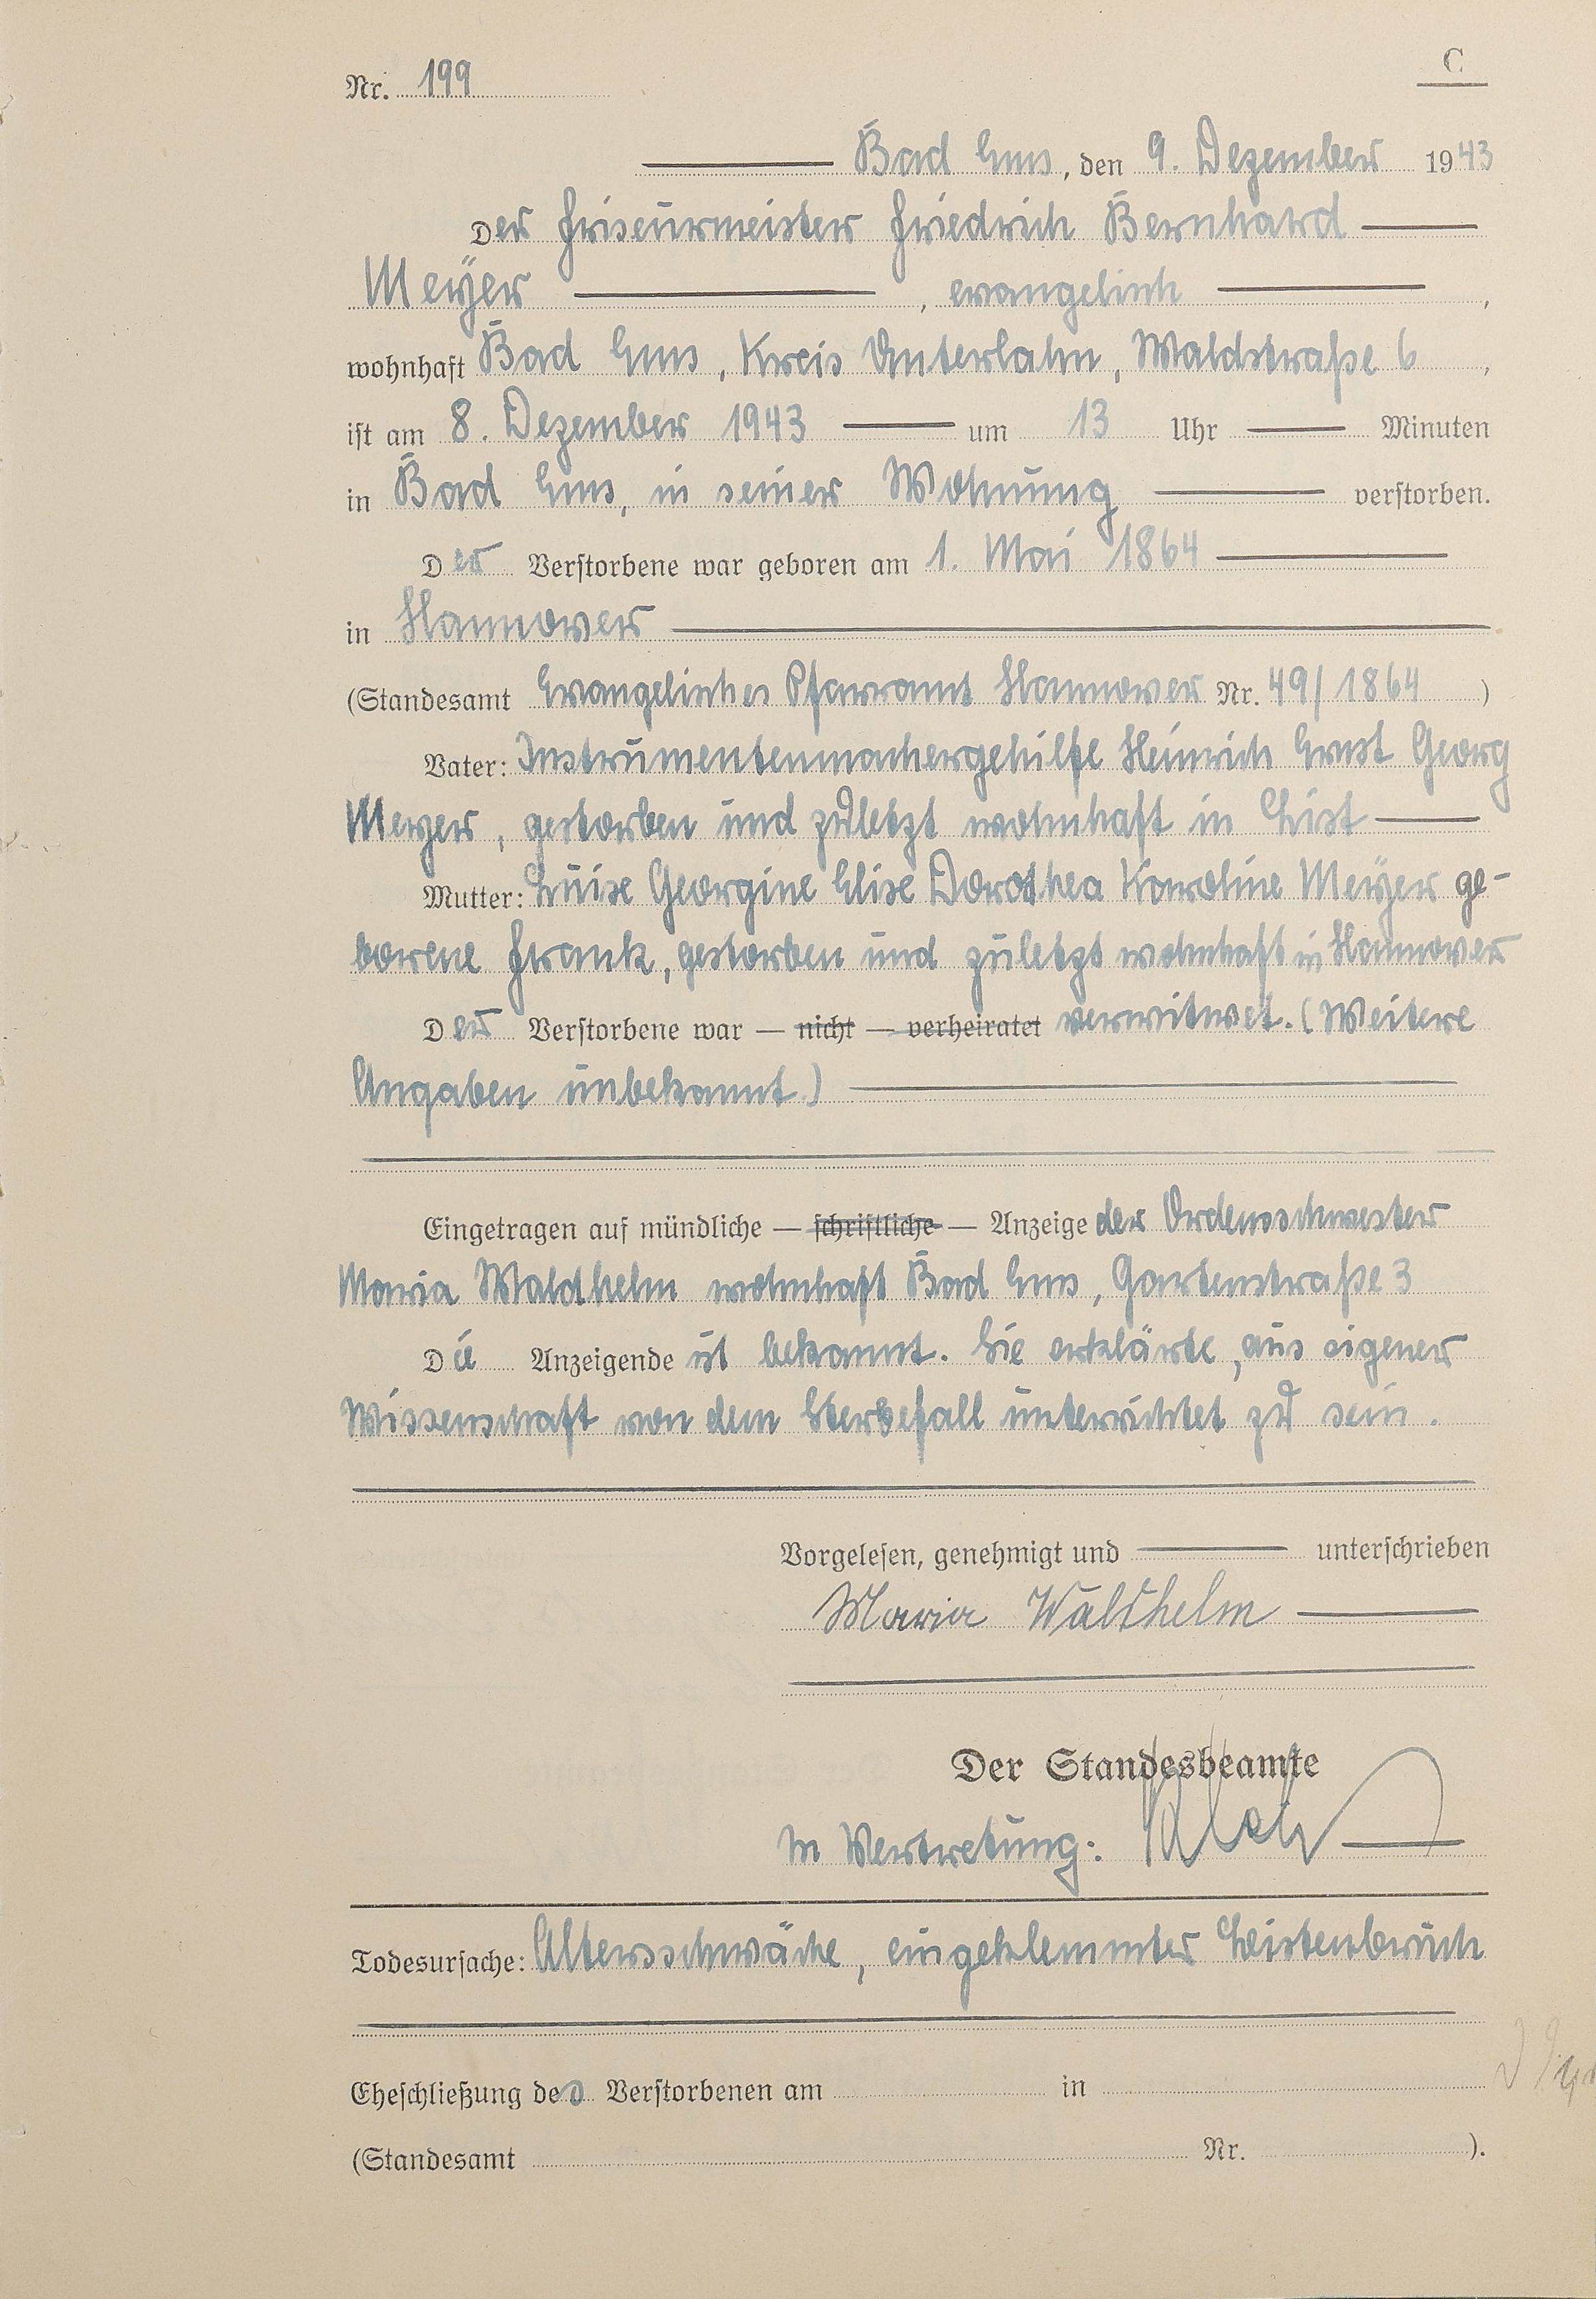 C
Nr. 199
Bad Ems, den 9. Dezember 1943
Der Friseurmeister Friedrich Bernhard
Meyer, evangelisch,
wohnhaft Bad Ems, Kreis Unterlahn, Waldstraße 6,
ist am 8. Dezember 1943 um 13 Uhr Minuten
in Bad Ems, in seiner Wohnung verstorben.
Der Verstorbene war geboren am 1. Mai 1864
in Hannover
(Standesamt Evangelisches Pfarramt Hannover Nr. 49/1864)
Vater: Instrumentenmachergehilfe Heinrich Ernst Georg
Meyer, gestorben und zuletzt wohnhaft in List
Mutter: Luise Georgine Elise Dorothea Karoline Meyer ge-
borene Frank, gestorben und zuletzt wohnhaft in Hannover
Der Verstorbene war — nicht — verheiratet verwitwet. (Weitere
Angaben unbekannt.)
Eingetragen auf mündliche — schriftliche — Anzeige der Ordensschwester
Maria Waldhelm wohnhaft Bad Ems, Gartenstraße 3
Die Anzeigende ist bekannt. Sie erklärte, aus eigener
Wissenschaft von dem Sterbefall unterrichtet zu sein.
Vorgelesen, genehmigt und unterschrieben
Maria Waldhelm
Der Standesbeamte
In Vertretung:
Todesursache: Altersschwäche, eingeklemmter Leistenbruch
Eheschließung des Verstorbenen am in
(Standesamt Nr. ).